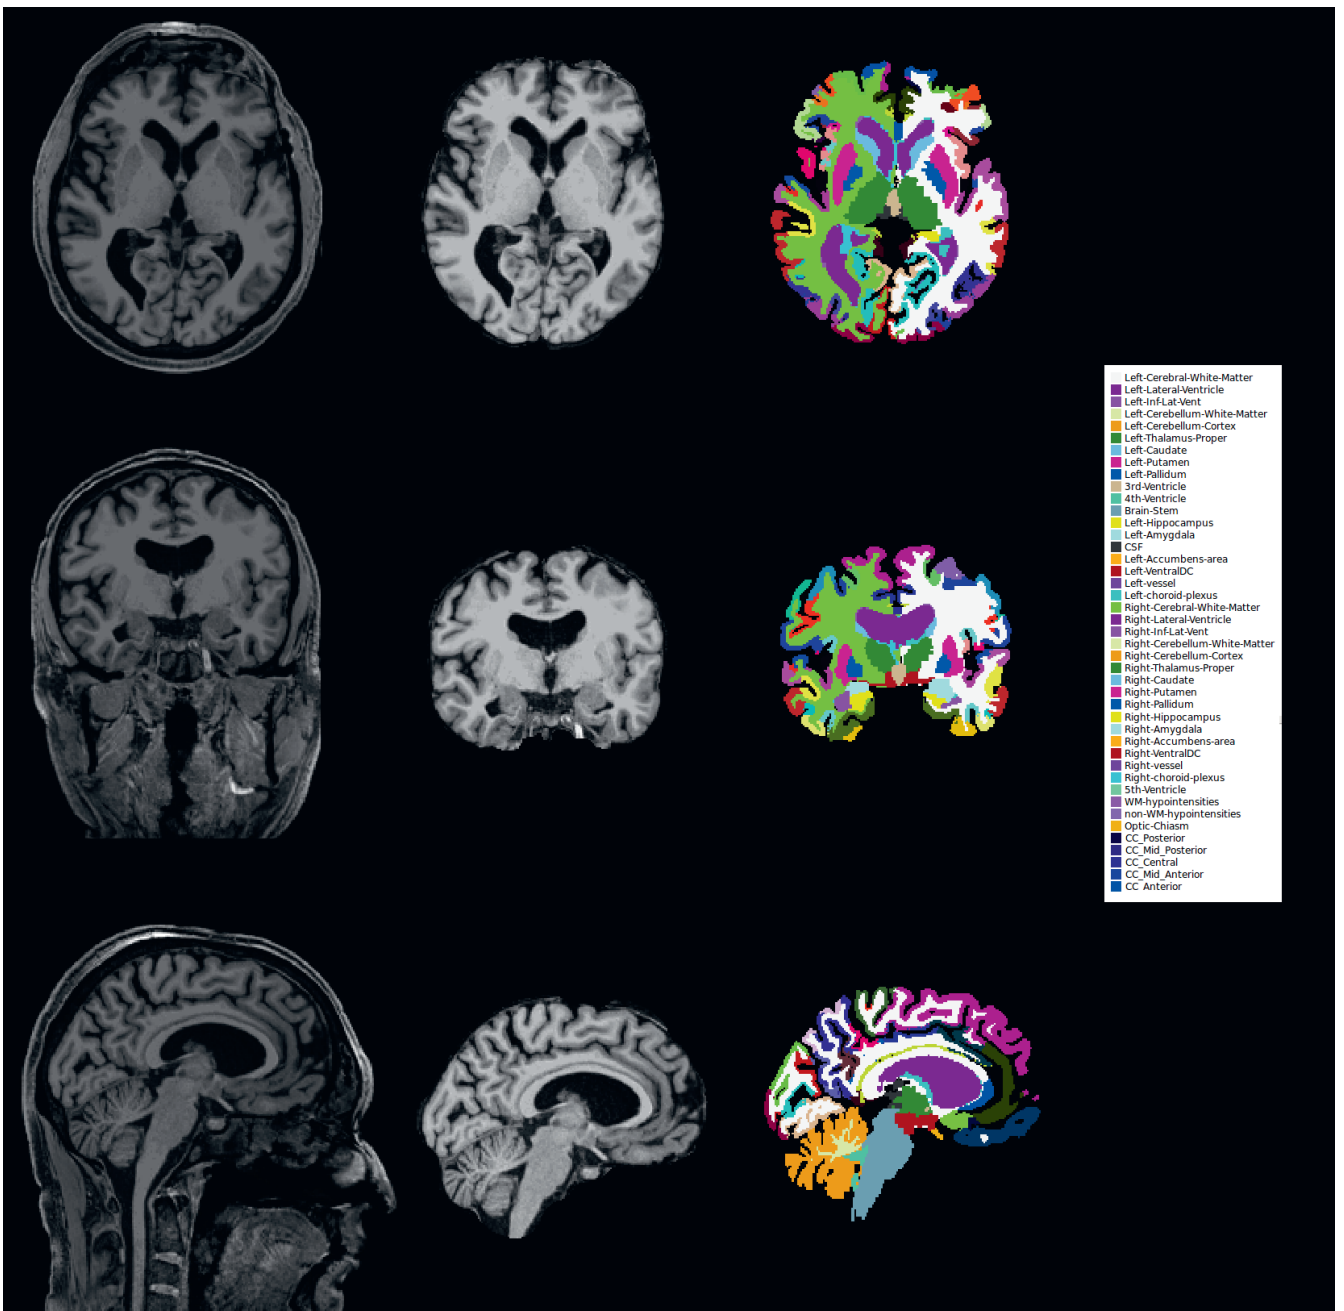 Left-Cerebral-White-Matter
Left-Lateral-Ventricle
Left-Inf-Lat-Vent
Left-Cerebellum-White-Matter
Left-Cerebellum-Cortex
Left-Thalamus-Proper
Left-Caudate
Left-Putamen
Left-Pallidum
3rd-Ventricle
4th-Ventricle
Brain-Stem
Left-Hippocampus
Left-Amygdala
CSF
Left-Accumbens-area
Left-VentralDC
Left-vessel
Left-choroid-plexus
Right-Cerebral-White-Matter
Right-Lateral-Ventricle
Right-Inf-Lat-Vent
Right-Cerebellum-White-Matter
Right-Cerebellum-Cortex
Right-Thalamus-Proper
Right-Caudate
Right-Putamen
Right-Pallidum
Right-Hippocampus
Right-Amygdala
Right-Accumbens-area
Right-VentralDC
Right-vessel
Right-choroid-plexus
5th-Ventricle
WM-hypointensities
non-WM-hypointensities
Optic-Chiasm
CC_Posterior
CC_Mid_Posterior
CC_Central
CC_Mid_Anterior
CC_Anterior